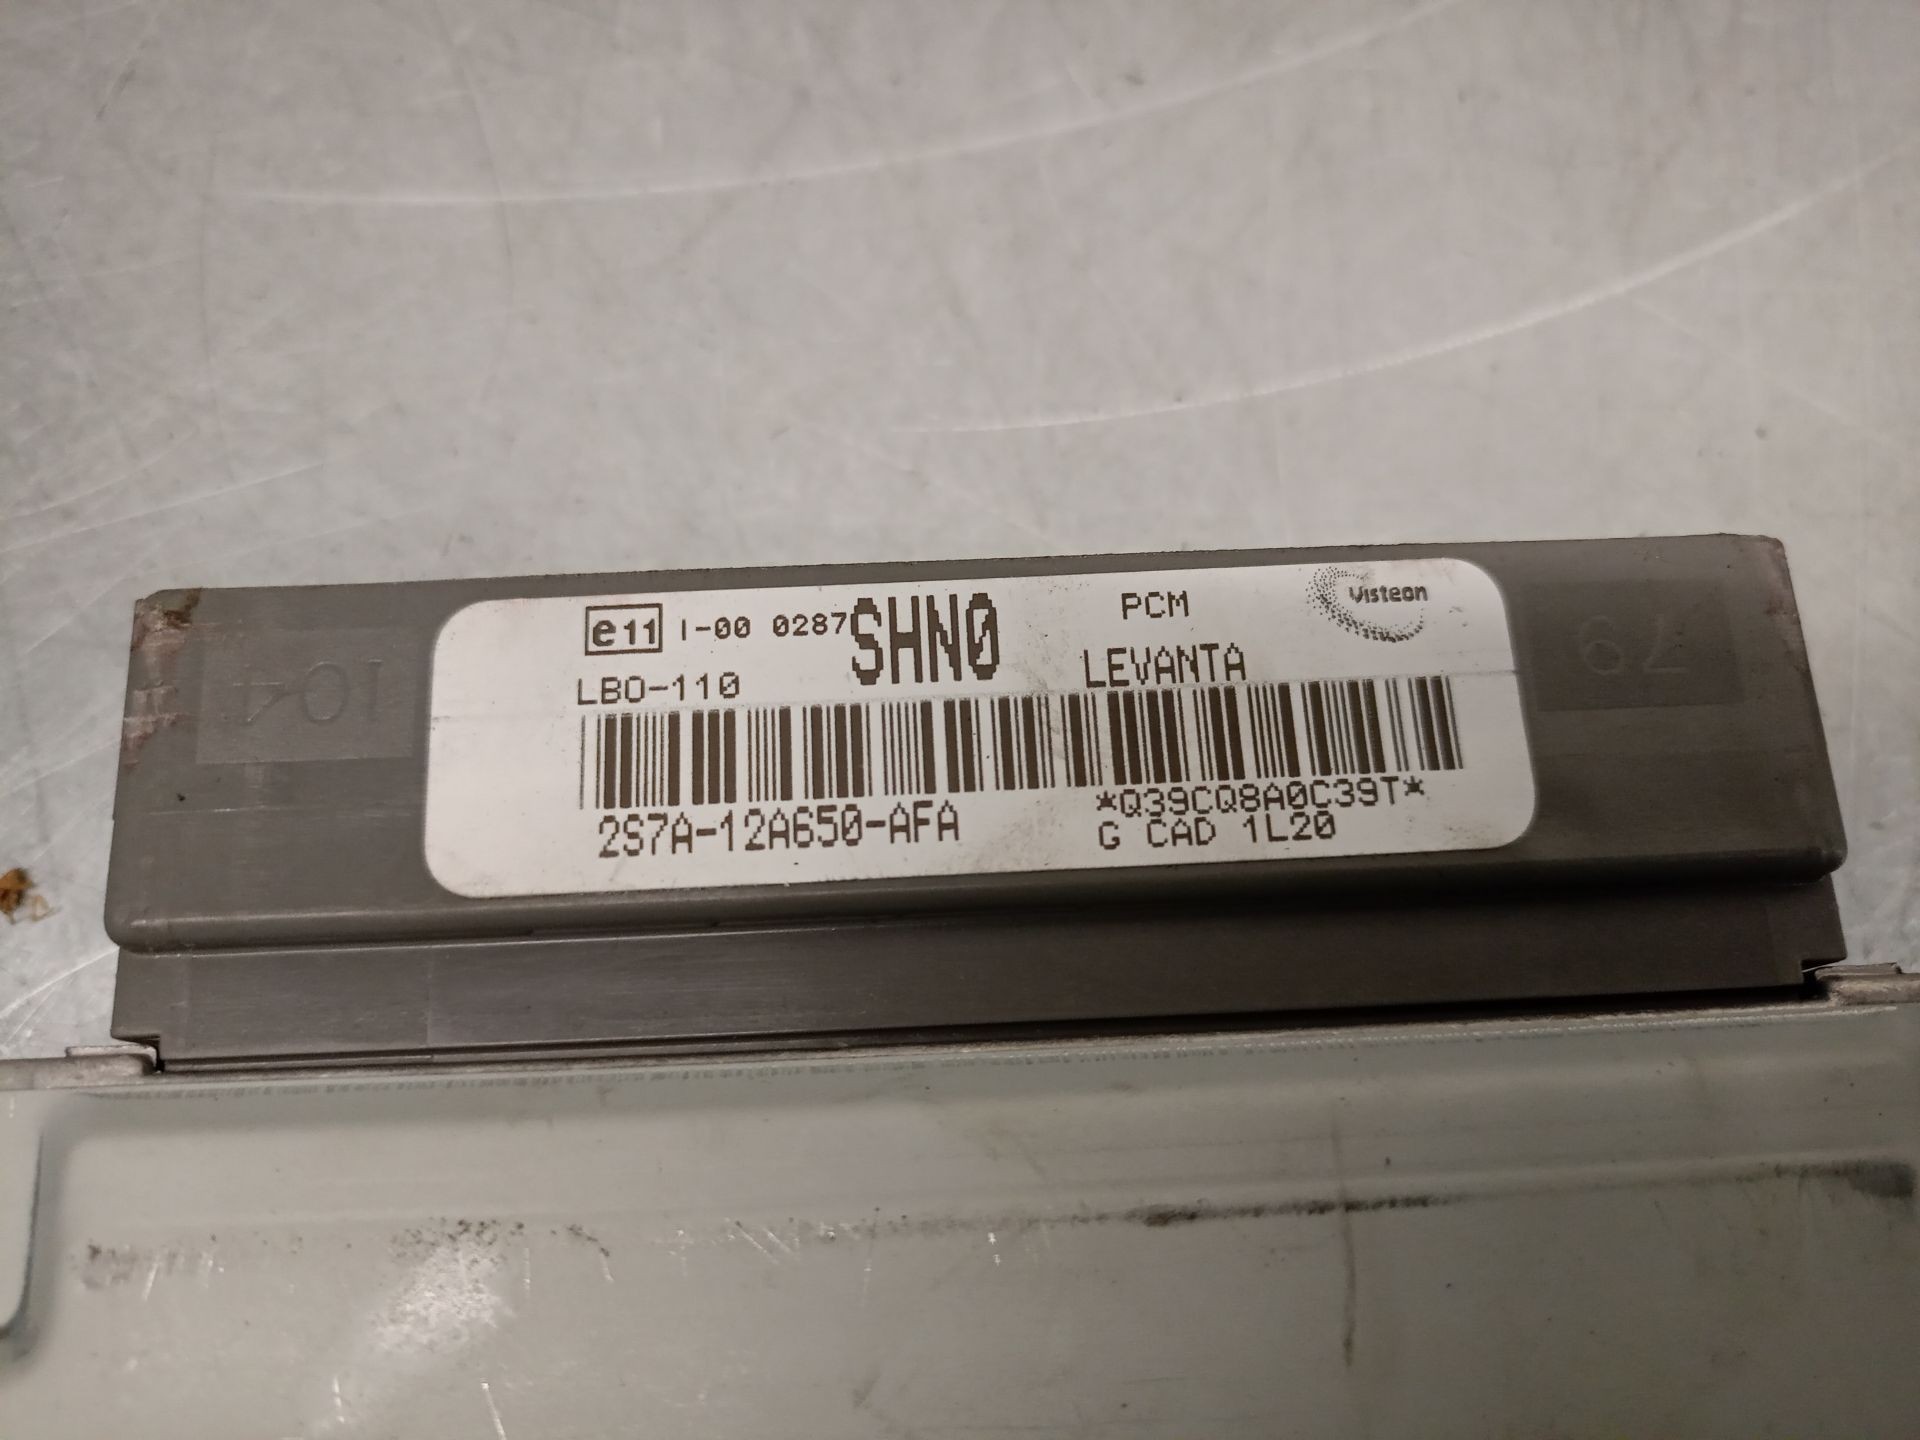 e11 I-00 0287 SHN0 PCM Visteon
LBO-110 LEVANTA
*Q39CQ8A0C39T*
2S7A-12A650-AFA G CAD 1L20
104
79